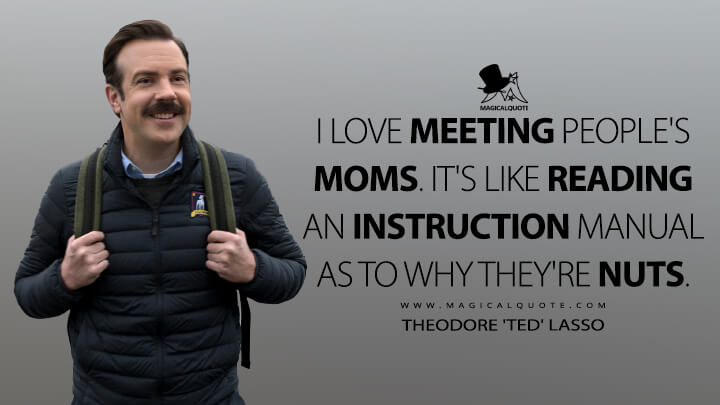 MAGICALQUOTE
I LOVE MEETING PEOPLE'S
MOMS. IT'S LIKE READING
AN INSTRUCTION MANUAL
AS TO WHY THEY'RE NUTS.
WWW.MAGICALQUOTE.COM
THEODORE 'TED' LASSO